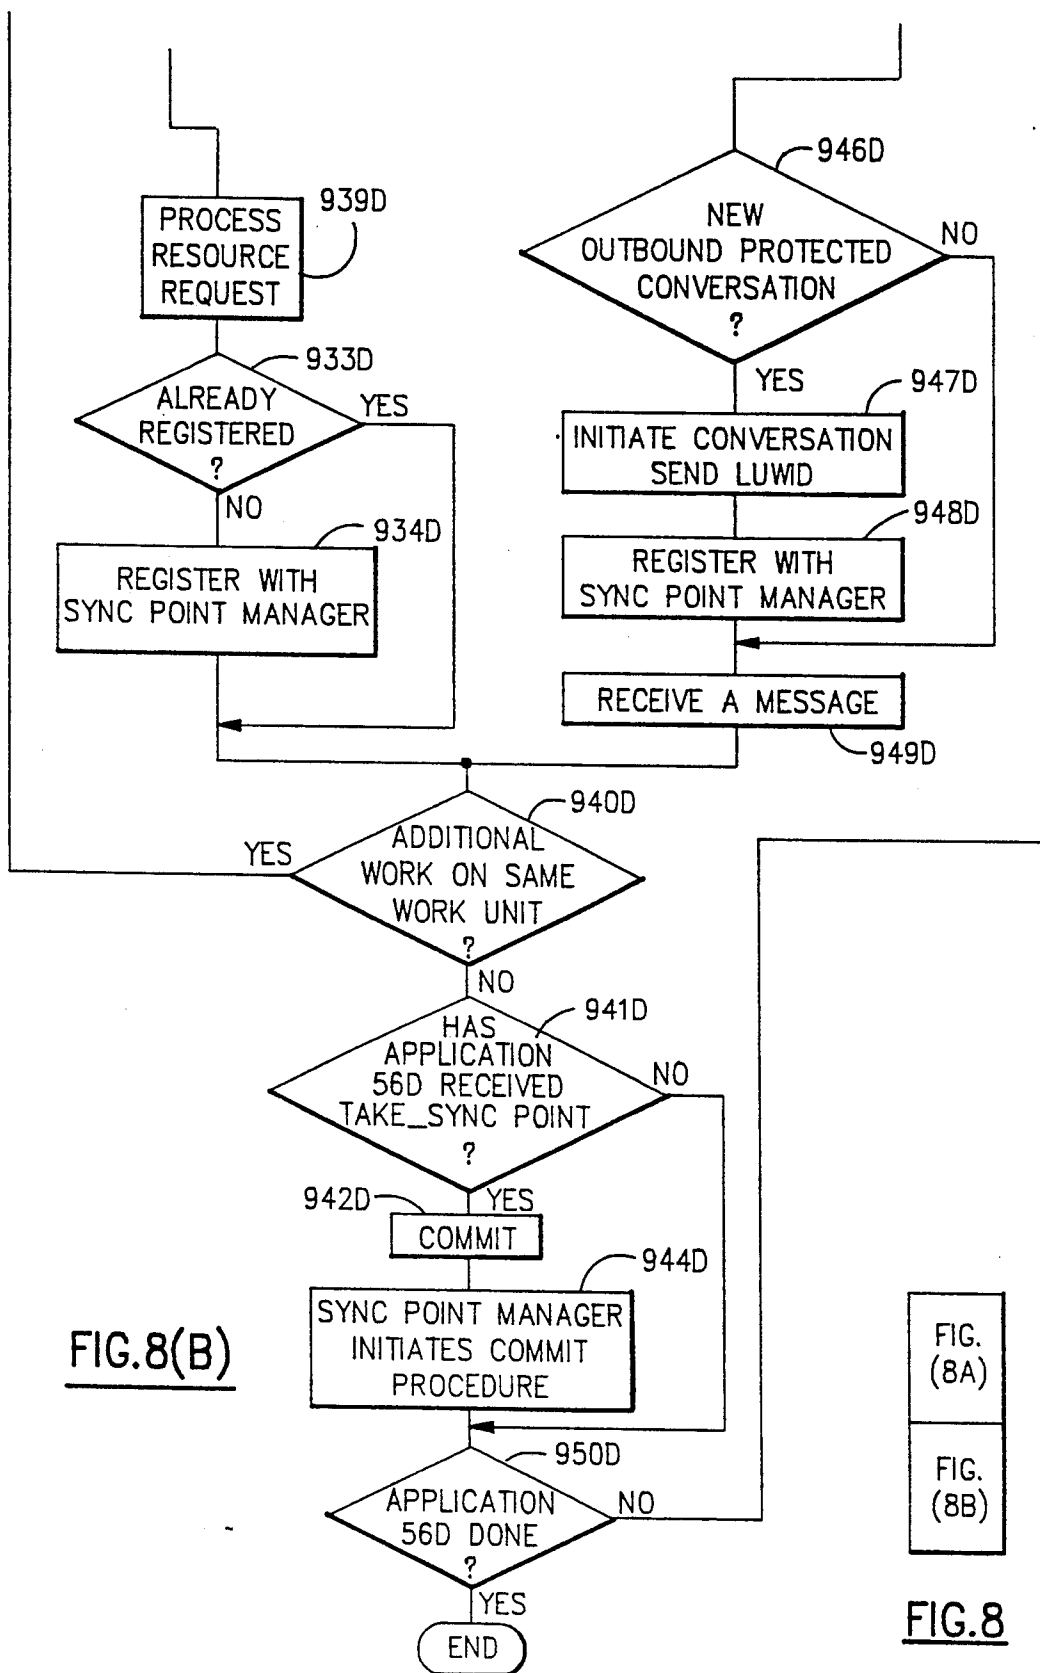 939D
PROCESS
RESOURCE
REQUEST
933D
ALREADY
REGISTERED
?
YES
NO
934D
REGISTER WITH
SYNC POINT MANAGER
946D
NEW
OUTBOUND PROTECTED
CONVERSATION
?
NO
YES
947D
INITIATE CONVERSATION
SEND LUWID
948D
REGISTER WITH
SYNC POINT MANAGER
RECEIVE A MESSAGE
949D
940D
ADDITIONAL
WORK ON SAME
WORK UNIT
?
YES
NO
941D
HAS
APPLICATION
56D RECEIVED
TAKE_SYNC POINT
?
NO
YES
942D
COMMIT
944D
SYNC POINT MANAGER
INITIATES COMMIT
PROCEDURE
950D
APPLICATION
56D DONE
?
NO
YES
END
FIG.8(B)
FIG.
(8A)
FIG.
(8B)
FIG.8